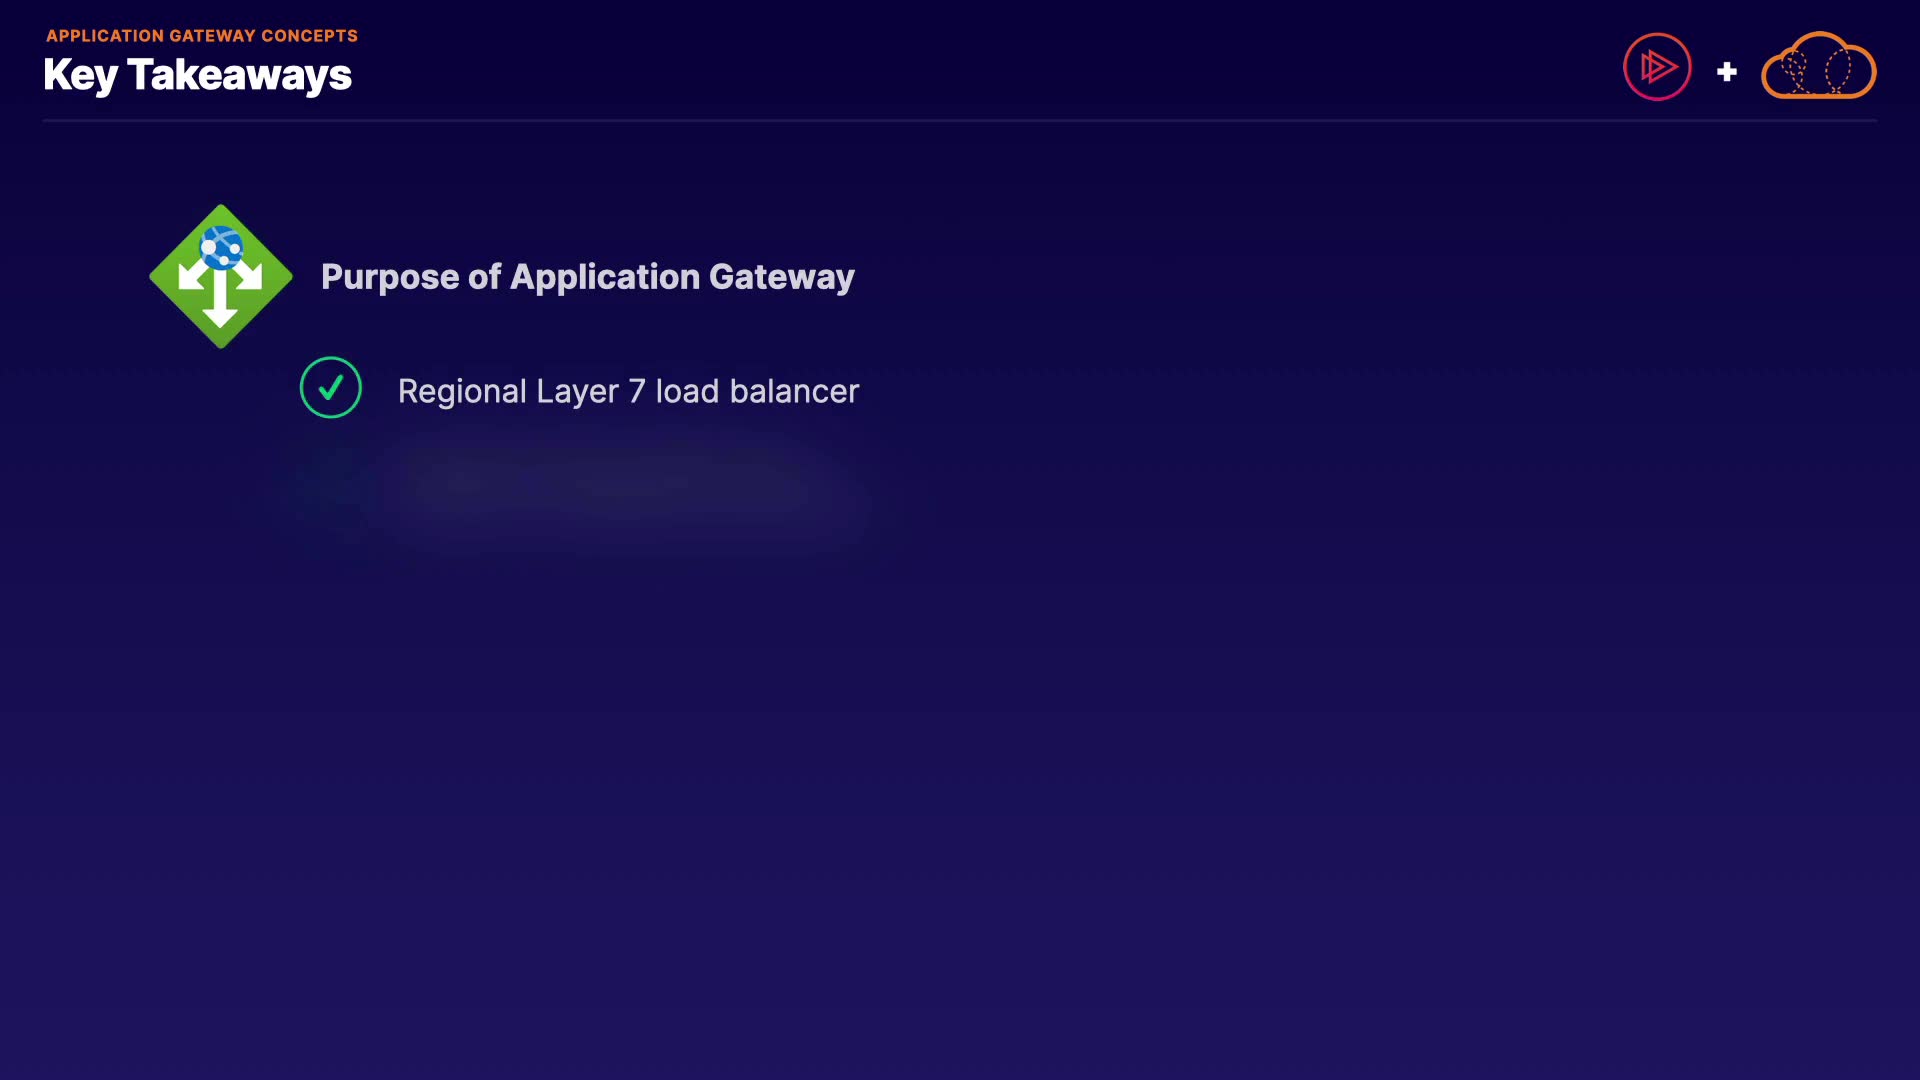 APPLICATION GATEWAY CONCEPTS
Key Takeaways
Purpose of Application Gateway
Regional Layer 7 load balancer